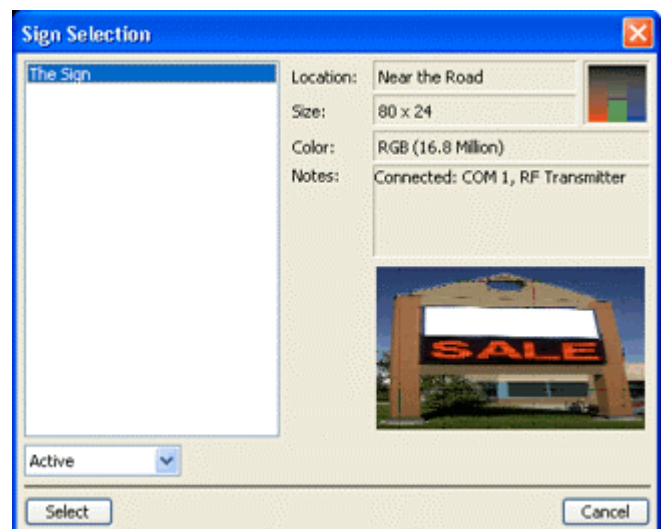 Sign Selection
The Sign
Location: Near the Road
Size: 80 x 24
Color: RGB (16.8 Million)
Notes: Connected: COM 1, RF Transmitter
SALE
Active
Select Cancel